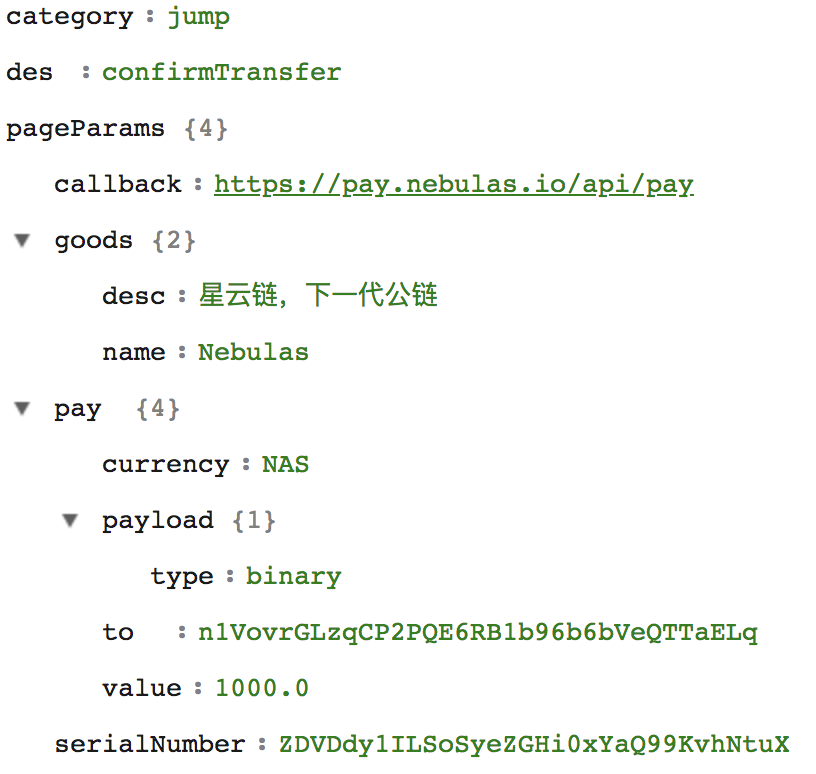 category : jump
des : confirmTransfer
pageParams {4}
callback : https://pay.nebulas.io/api/pay
goods {2}
desc : 星云链，下一代公链
name : Nebulas
pay {4}
currency : NAS
payload {1}
type : binary
to : n1VovrGLzqCP2PQE6RB1b96b6bVeQTTaELq
value : 1000.0
serialNumber : ZDVDdy1ILSoSyeZGHi0xYaQ99KvhNtuX